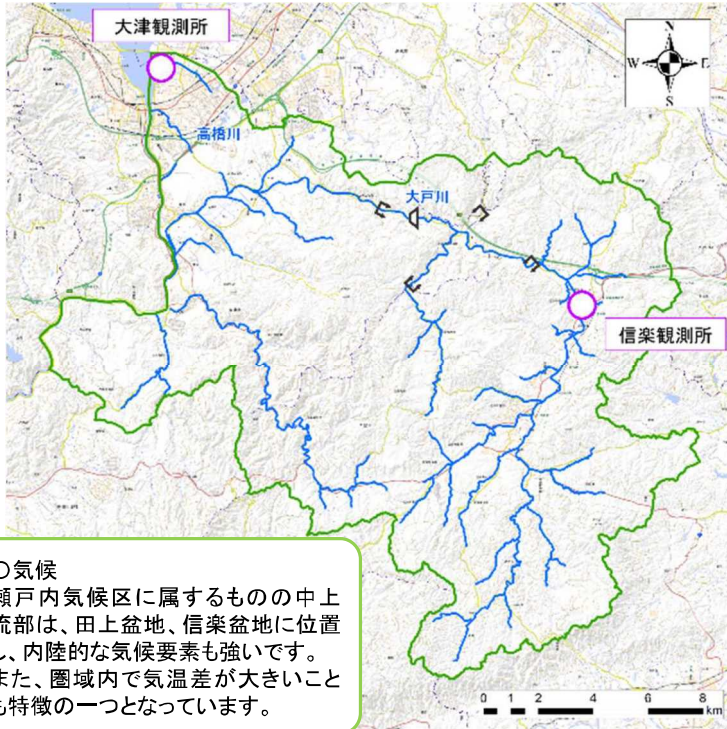 大津観測所
N
W E
S
高橋川
大戸川
信楽観測所
〇気候
瀬戸内気候区に属するものの中上
流部は、田上盆地、信楽盆地に位置
し、内陸的な気候要素も強いです。
また、圏域内で気温差が大きいこと
も特徴の一つとなっています。
0 1 2 4 6 8
km